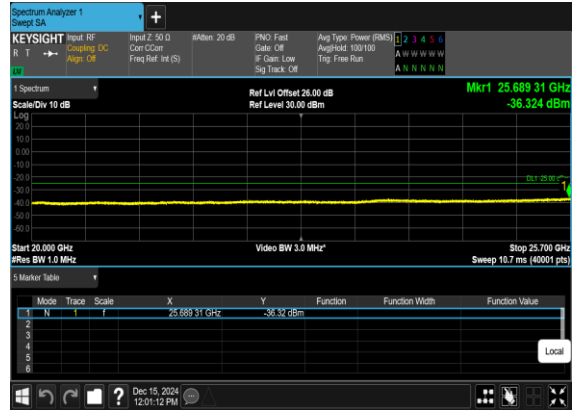 Spectrum Analyzer 1
Swept SA
+
KEYSIGHT Input: RF Input Z: 50 Ω #Atten: 20 dB PNO: Fast Avg Type: Power (RMS) 1 2 3 4 5 6
R T Coupling: DC Corr CCorr Gate: Off Avg|Hold: 100/100 A W W W W W
Align: Off Freq Ref: Int (S) IF Gain: Low Trig: Free Run
Sig Track: Off A N N N N N
1 Spectrum Ref Lvl Offset 26.00 dB Mkr1 25.689 31 GHz
Scale/Div 10 dB Ref Level 30.00 dBm -36.324 dBm
Log
20.0
10.0
0.00
-10.0
-20.0
DL1 -25.00
-30.0
1
-40.0
-50.0
-60.0
Start 20.000 GHz Video BW 3.0 MHz* Stop 25.700 GHz
#Res BW 1.0 MHz Sweep 10.7 ms (40001 pts)
5 Marker Table
Mode Trace Scale X Y Function Function Width Function Value
1 N 1 f 25.689 31 GHz -36.32 dBm
2
3
4
5
6
Local
? Dec 15, 2024
12:01:12 PM